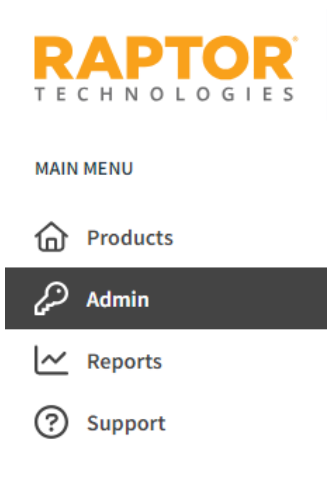 RAPTOR
TECHNOLOGIES
MAIN MENU
Products
Admin
Reports
Support